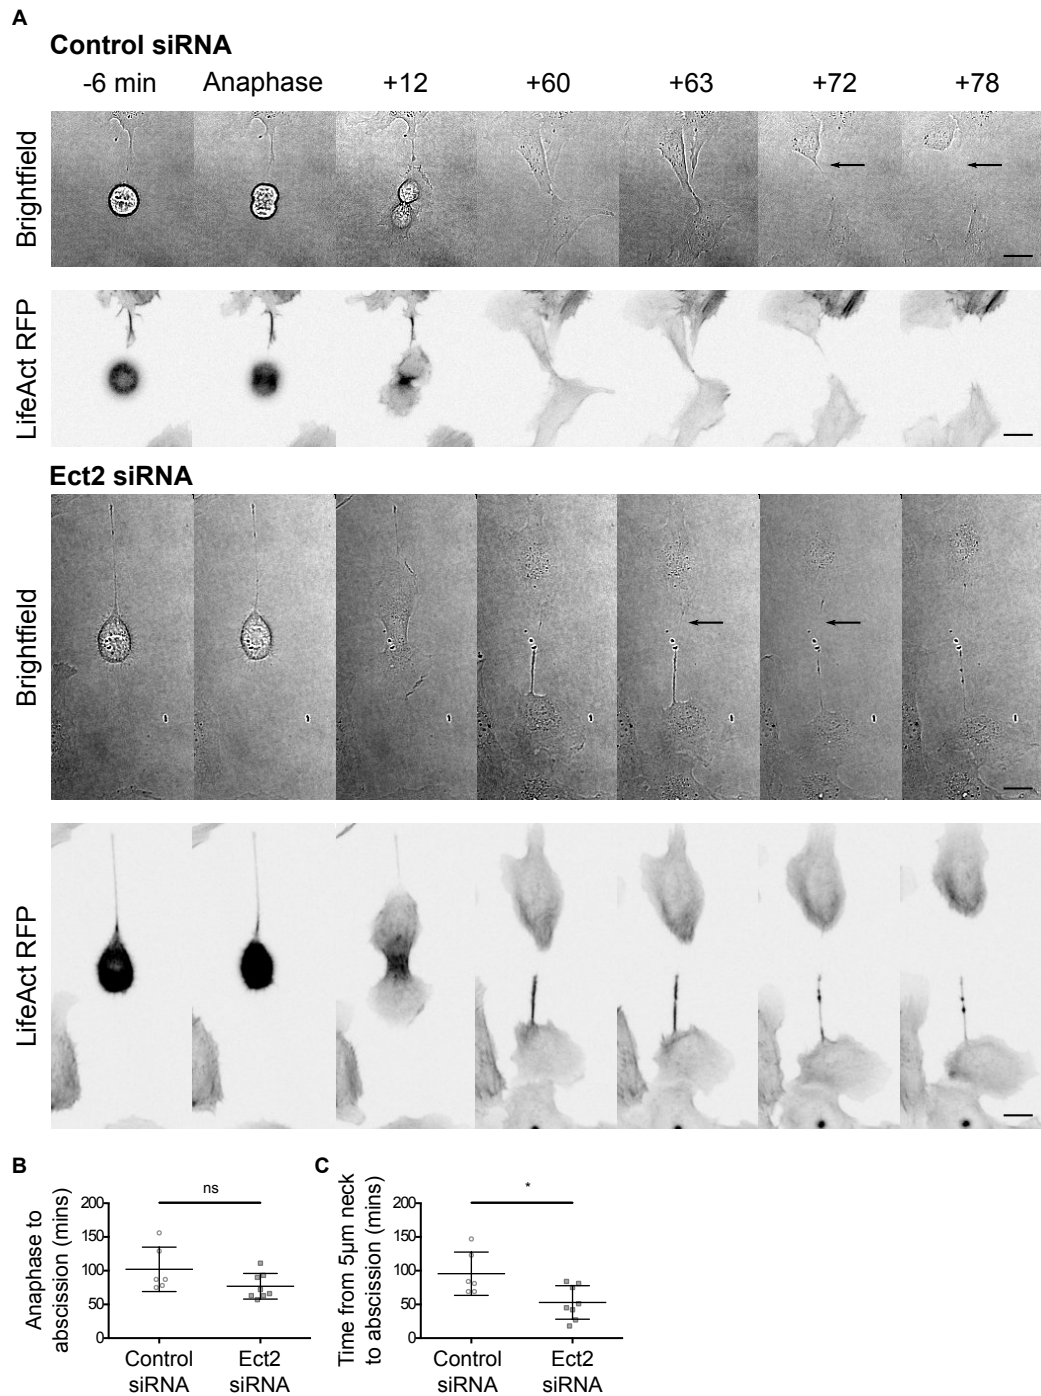 A
Control siRNA
-6 min Anaphase +12 +60 +63 +72 +78
Brightfield
LifeAct RFP
Ect2 siRNA
Brightfield
LifeAct RFP
B
Anaphase to
abscission (mins)
200
150
100
50
0
ns
Control
siRNA
Ect2
siRNA
C
Time from 5µm neck
to abscission (mins)
200
150
100
50
0
*
Control
siRNA
Ect2
siRNA